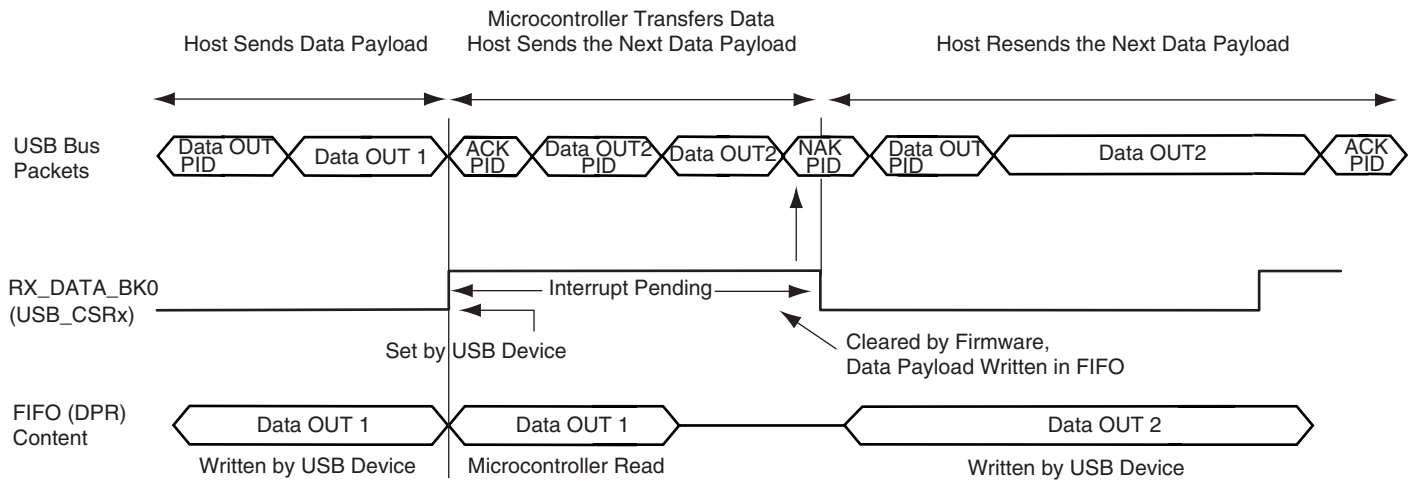 Microcontroller Transfers Data
Host Sends Data Payload
Host Sends the Next Data Payload
Host Resends the Next Data Payload
USB Bus
Packets
Data OUT
PID
Data OUT 1
ACK
PID
Data OUT2
PID
Data OUT2
NAK
PID
Data OUT
PID
Data OUT2
ACK
PID
RX_DATA_BK0
(USB_CSRx)
Interrupt Pending
Set by USB Device
Cleared by Firmware,
Data Payload Written in FIFO
FIFO (DPR)
Content
Data OUT 1
Data OUT 1
Data OUT 2
Written by USB Device
Microcontroller Read
Written by USB Device